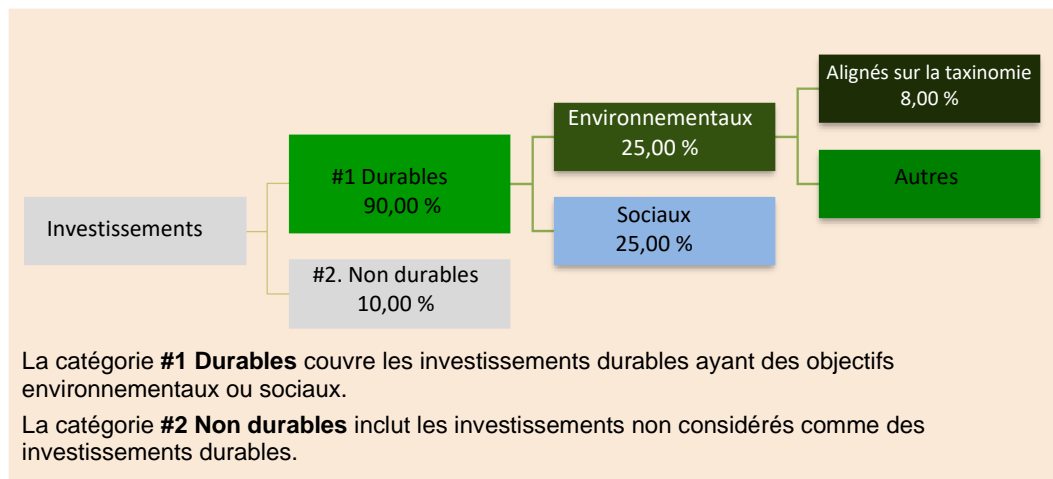 Investissements
#1 Durables
90,00 %
#2. Non durables
10,00 %
Environnementaux
25,00 %
Sociaux
25,00 %
Alignés sur la taxinomie
8,00 %
Autres
La catégorie #1 Durables couvre les investissements durables ayant des objectifs
environnementaux ou sociaux.
La catégorie #2 Non durables inclut les investissements non considérés comme des
investissements durables.